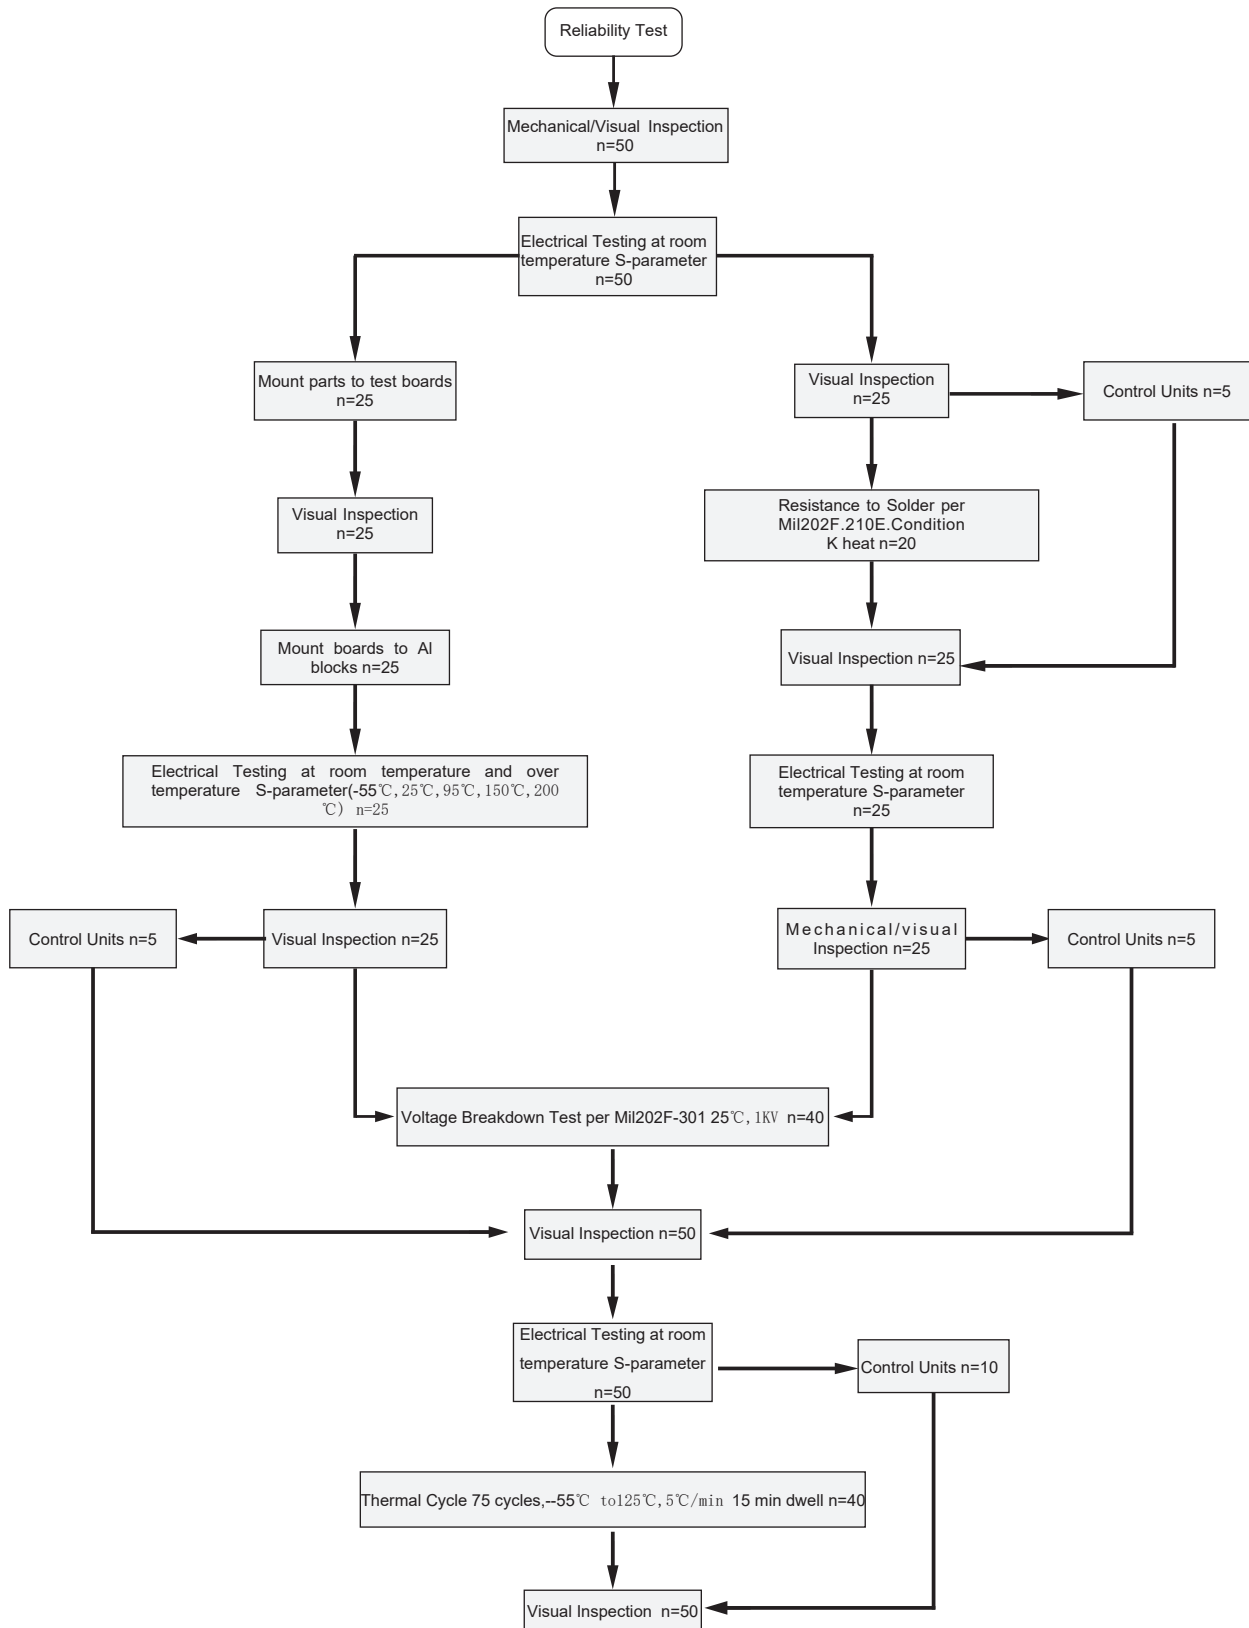 Reliability Test
Mechanical/Visual Inspection
n=50
Electrical Testing at room
temperature S-parameter
n=50
Mount parts to test boards
n=25
Visual Inspection
n=25
Control Units n=5
Visual Inspection
n=25
Resistance to Solder per
Mil202F.210E.Condition
K heat n=20
Mount boards to Al
blocks n=25
Visual Inspection n=25
Electrical Testing at room temperature and over
temperature S-parameter(-55℃,25℃,95℃,150℃,200
℃) n=25
Electrical Testing at room
temperature S-parameter
n=25
Control Units n=5
Visual Inspection n=25
Mechanical/visual
Inspection n=25
Control Units n=5
Voltage Breakdown Test per Mil202F-301 25℃,1KV n=40
Visual Inspection n=50
Electrical Testing at room
temperature S-parameter
n=50
Control Units n=10
Thermal Cycle 75 cycles,--55℃ to125℃,5℃/min 15 min dwell n=40
Visual Inspection n=50